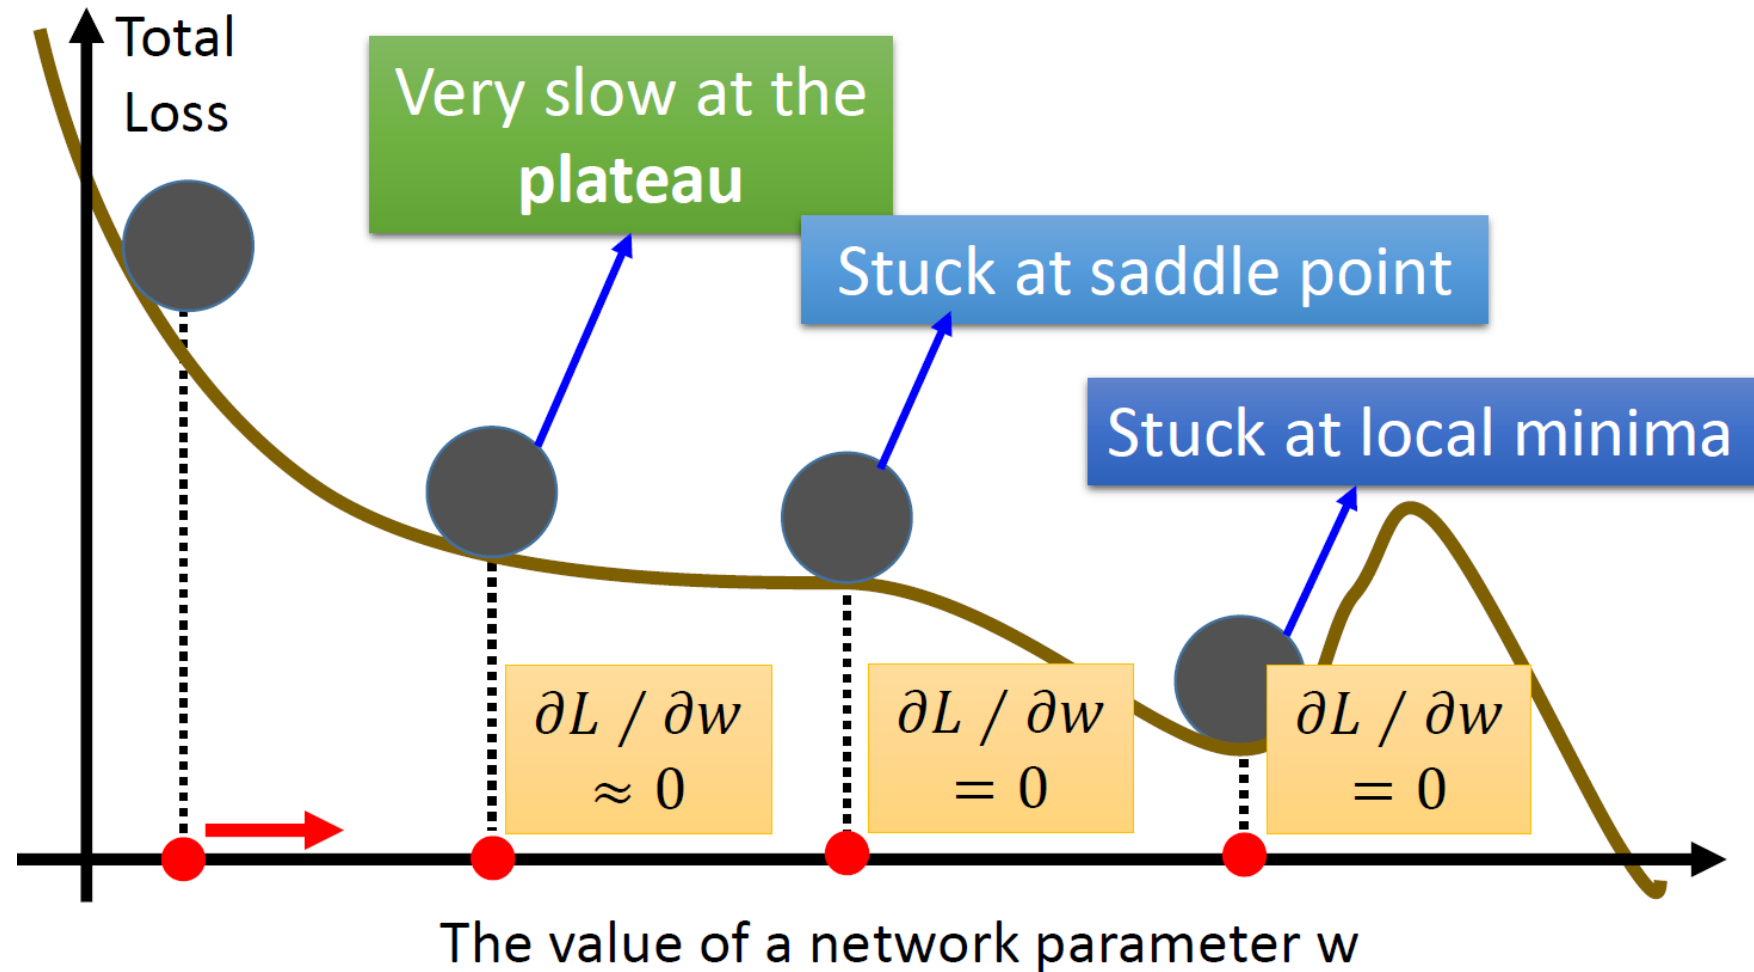 Total
Loss
Very slow at the
plateau
Stuck at saddle point
Stuck at local minima
∂L / ∂w
≈ 0
∂L / ∂w
= 0
∂L / ∂w
= 0
The value of a network parameter w